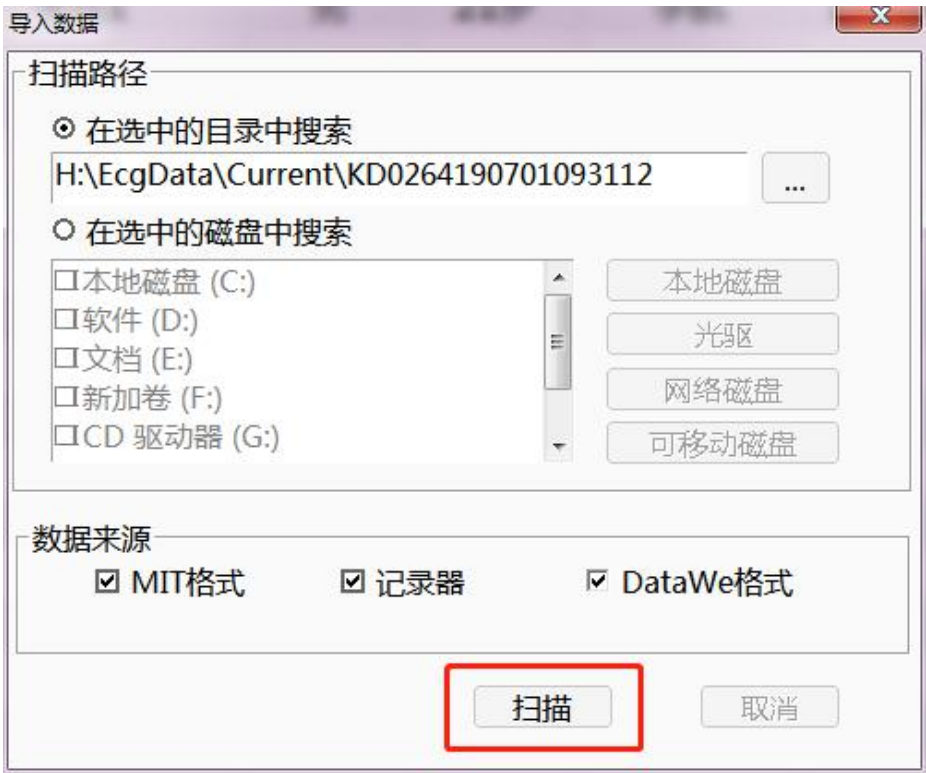 导入数据
扫描路径
在选中的目录中搜索
H:\EcgData\Current\KD0264190701093112
...
在选中的磁盘中搜索
本地磁盘 (C:)
软件 (D:)
文档 (E:)
新加卷 (F:)
CD 驱动器 (G:)
本地磁盘
光驱
网络磁盘
可移动磁盘
数据来源
MIT格式 记录器 DataWe格式
扫描 取消